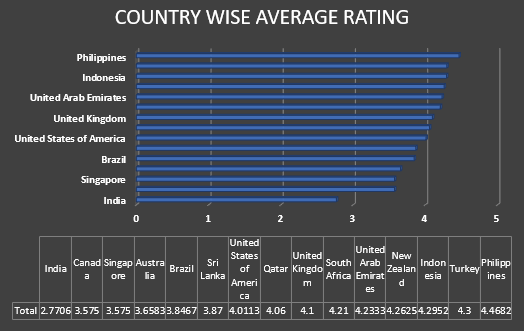 COUNTRY WISE AVERAGE RATING
Philippines
Indonesia
United Arab Emirates
United Kingdom
United States of America
Brazil
Singapore
India
0 1 2 3 4 5
India Canad
a Singap
ore Austra
lia Brazil Sri
Lanka United
States
of
Ameri
ca Qatar United
Kingdo
m South
Africa United
Arab
Emirat
es New
Zealan
d Indon
esia Turkey Philipp
ines
Total 2.7706 3.575 3.575 3.6583 3.8467 3.87 4.0113 4.06 4.1 4.21 4.2333 4.2625 4.2952 4.3 4.4682